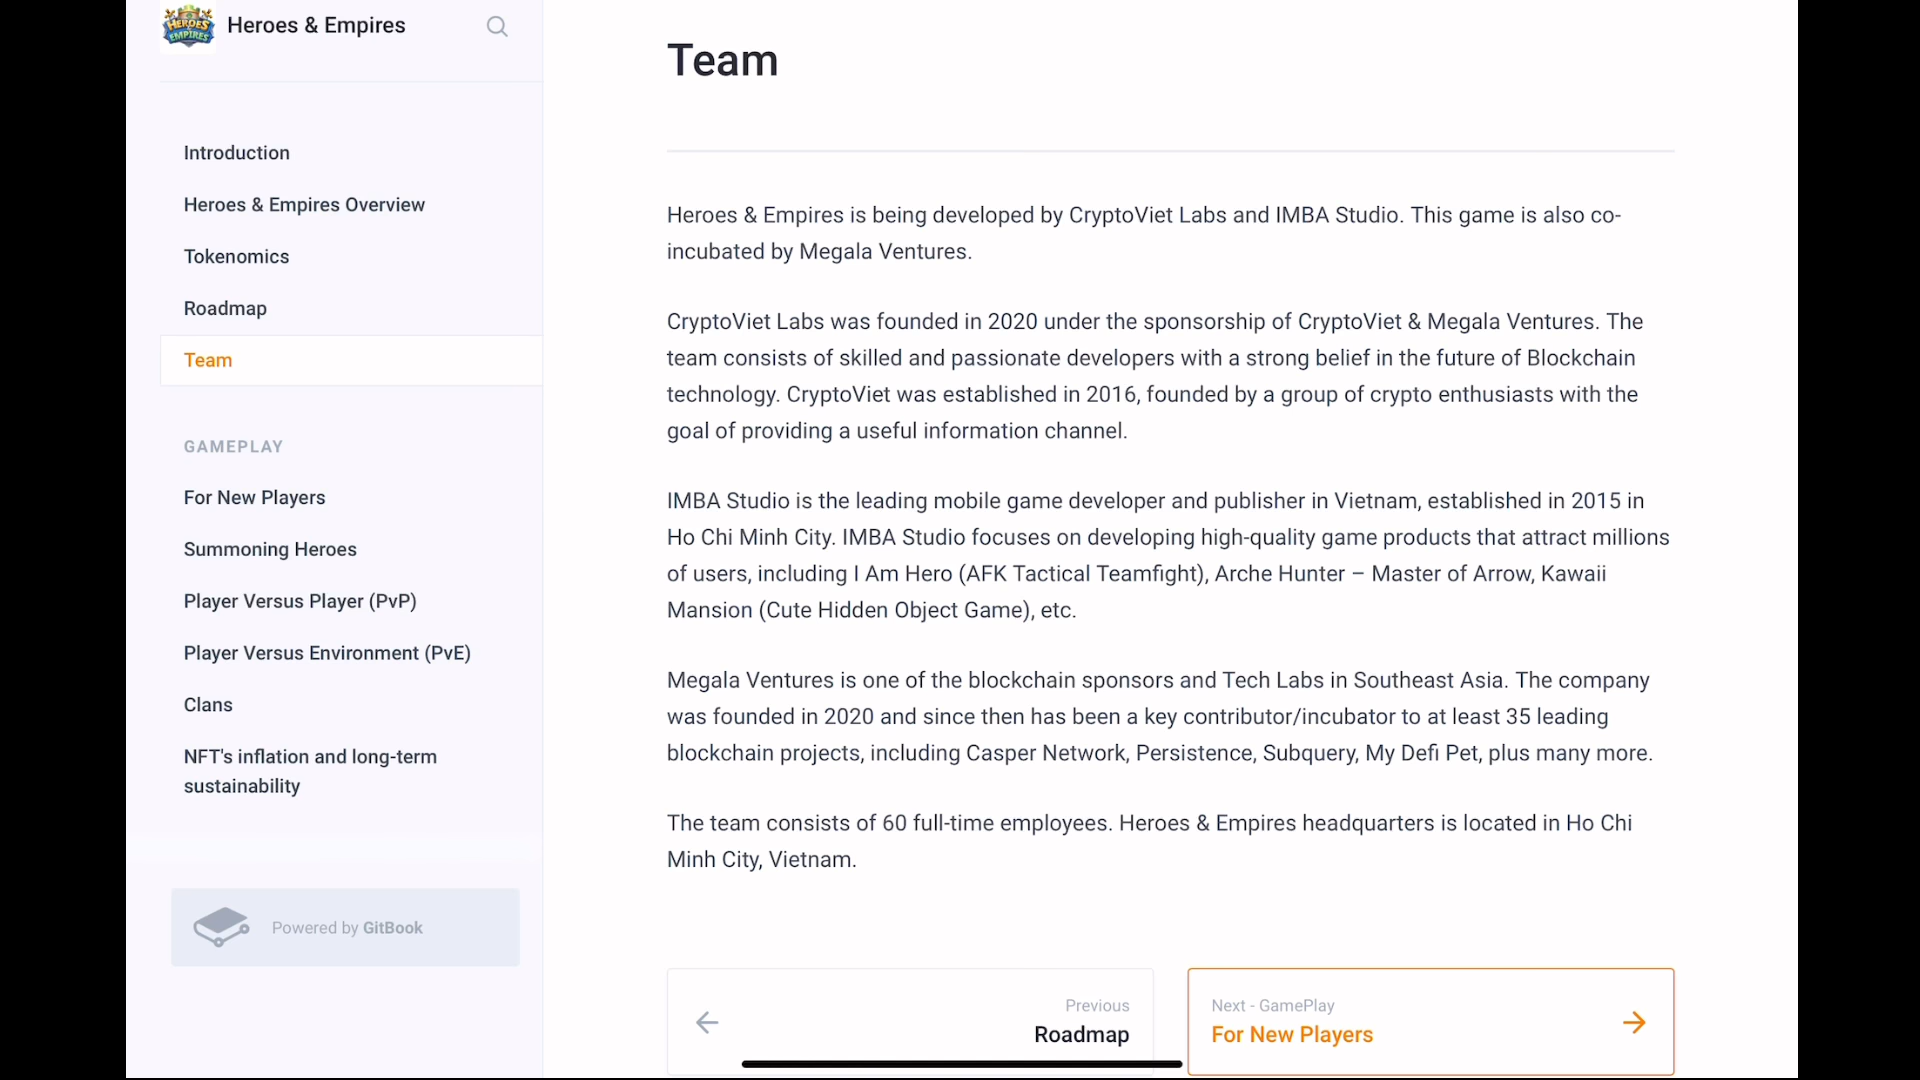 HEROES
EMPIRES
Heroes & Empires
Introduction
Heroes & Empires Overview
Tokenomics
Roadmap
Team
GAMEPLAY
For New Players
Summoning Heroes
Player Versus Player (PvP)
Player Versus Environment (PvE)
Clans
NFT's inflation and long-term
sustainability
Powered by GitBook
Team
Heroes & Empires is being developed by CryptoViet Labs and IMBA Studio. This game is also co-
incubated by Megala Ventures.
CryptoViet Labs was founded in 2020 under the sponsorship of CryptoViet & Megala Ventures. The
team consists of skilled and passionate developers with a strong belief in the future of Blockchain
technology. CryptoViet was established in 2016, founded by a group of crypto enthusiasts with the
goal of providing a useful information channel.
IMBA Studio is the leading mobile game developer and publisher in Vietnam, established in 2015 in
Ho Chi Minh City. IMBA Studio focuses on developing high-quality game products that attract millions
of users, including I Am Hero (AFK Tactical Teamfight), Arche Hunter – Master of Arrow, Kawaii
Mansion (Cute Hidden Object Game), etc.
Megala Ventures is one of the blockchain sponsors and Tech Labs in Southeast Asia. The company
was founded in 2020 and since then has been a key contributor/incubator to at least 35 leading
blockchain projects, including Casper Network, Persistence, Subquery, My Defi Pet, plus many more.
The team consists of 60 full-time employees. Heroes & Empires headquarters is located in Ho Chi
Minh City, Vietnam.
Previous
Roadmap
Next - GamePlay
For New Players